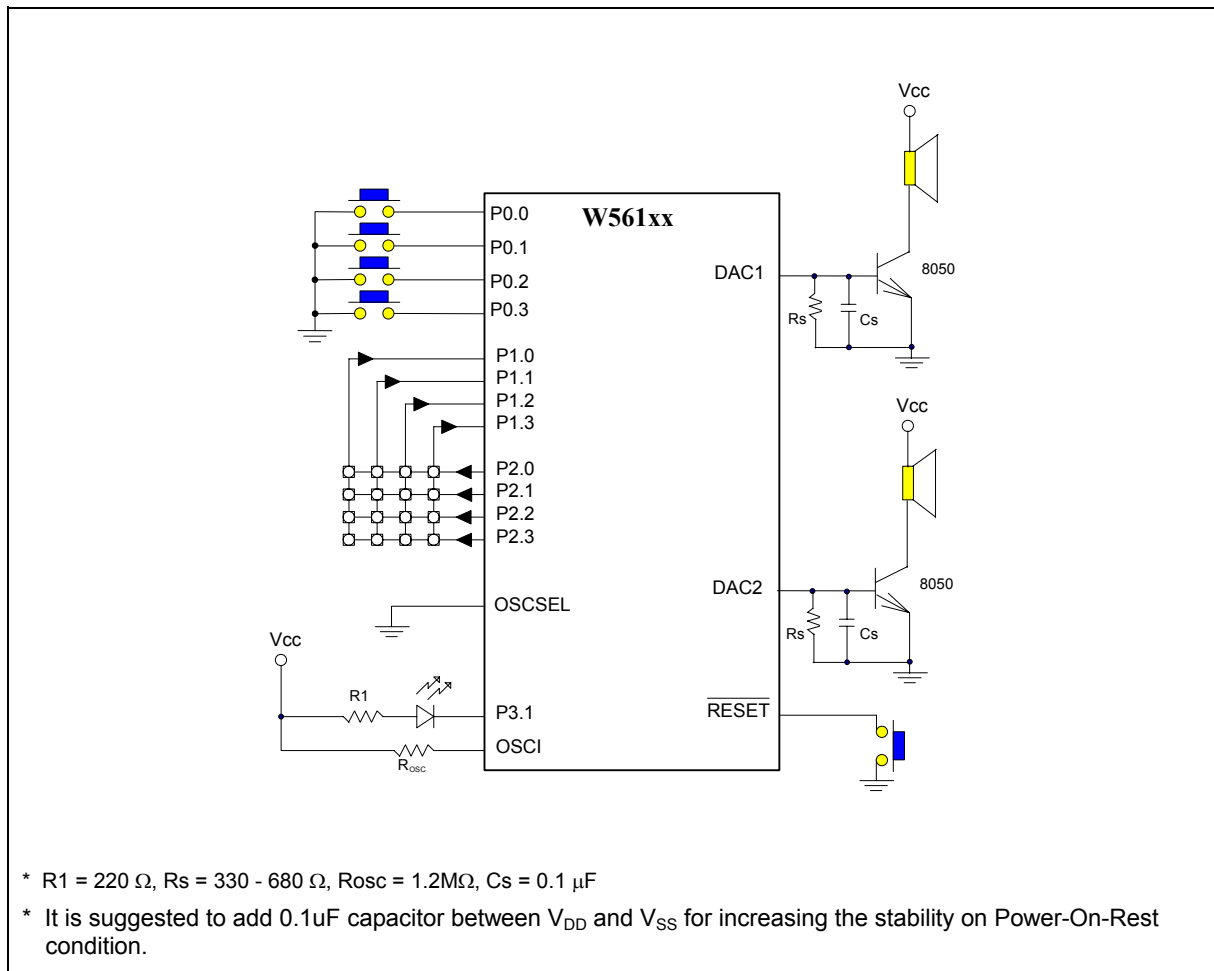 Vcc
W561xx
P0.0
P0.1
P0.2
P0.3
DAC1
8050
Rs
Cs
P1.0
P1.1
P1.2
P1.3
Vcc
P2.0
P2.1
P2.2
P2.3
DAC2
8050
OSCSEL
Rs
Cs
Vcc
R1
P3.1
RESET
OSCI
Rosc
* R1 = 220 Ω, Rs = 330 - 680 Ω, Rosc = 1.2MΩ, Cs = 0.1 μF
* It is suggested to add 0.1uF capacitor between VDD and VSS for increasing the stability on Power-On-Rest
condition.